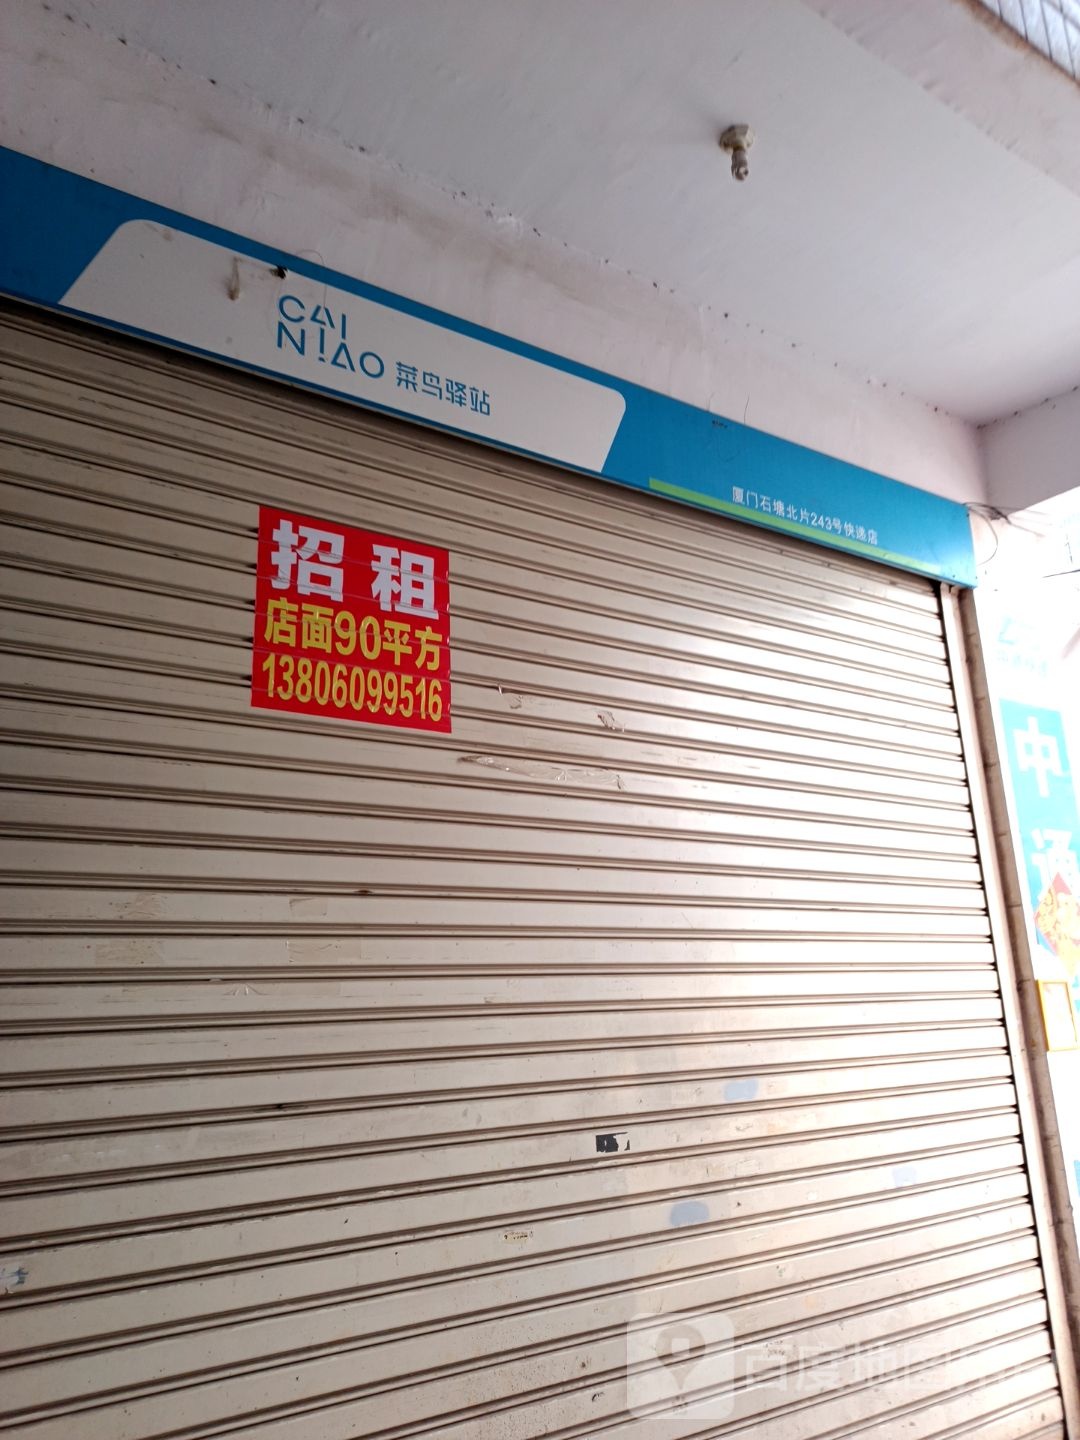 CAI
NIAO 菜鸟驿站
厦门石塘北片243号快递店
招租
店面90平方
13806099516
中通
百度地图